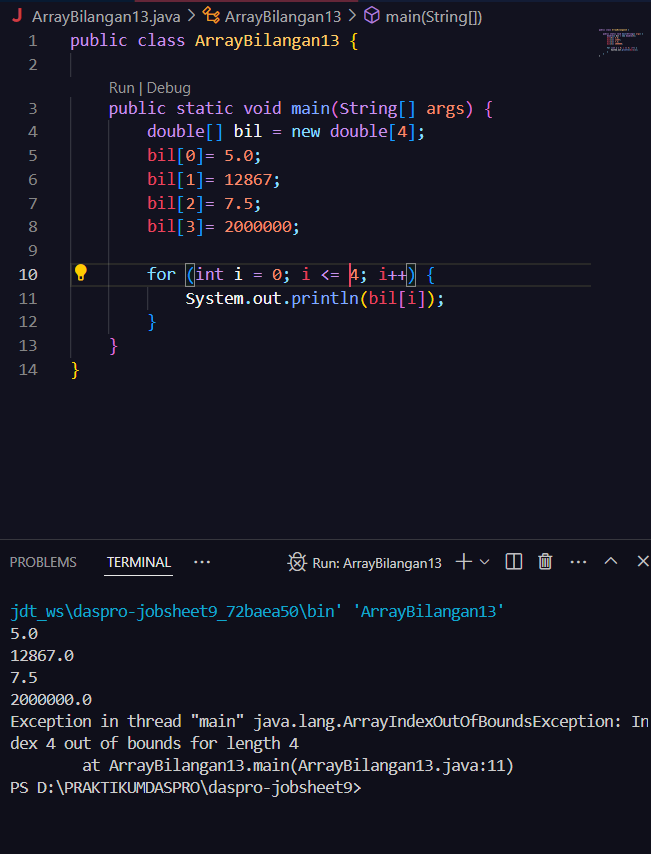 J ArrayBilangan13.java > ArrayBilangan13 > main(String[])
1 public class ArrayBilangan13 {
2
Run | Debug
3     public static void main(String[] args) {
4         double[] bil = new double[4];
5         bil[0]= 5.0;
6         bil[1]= 12867;
7         bil[2]= 7.5;
8         bil[3]= 2000000;
9
10         for (int i = 0; i <= 4; i++) {
11             System.out.println(bil[i]);
12         }
13     }
14 }
PROBLEMS TERMINAL ··· Run: ArrayBilangan13
jdt_ws\daspro-jobsheet9_72baea50\bin' 'ArrayBilangan13'
5.0
12867.0
7.5
2000000.0
Exception in thread "main" java.lang.ArrayIndexOutOfBoundsException: In
dex 4 out of bounds for length 4
        at ArrayBilangan13.main(ArrayBilangan13.java:11)
PS D:\PRAKTIKUMDASPRO\daspro-jobsheet9>